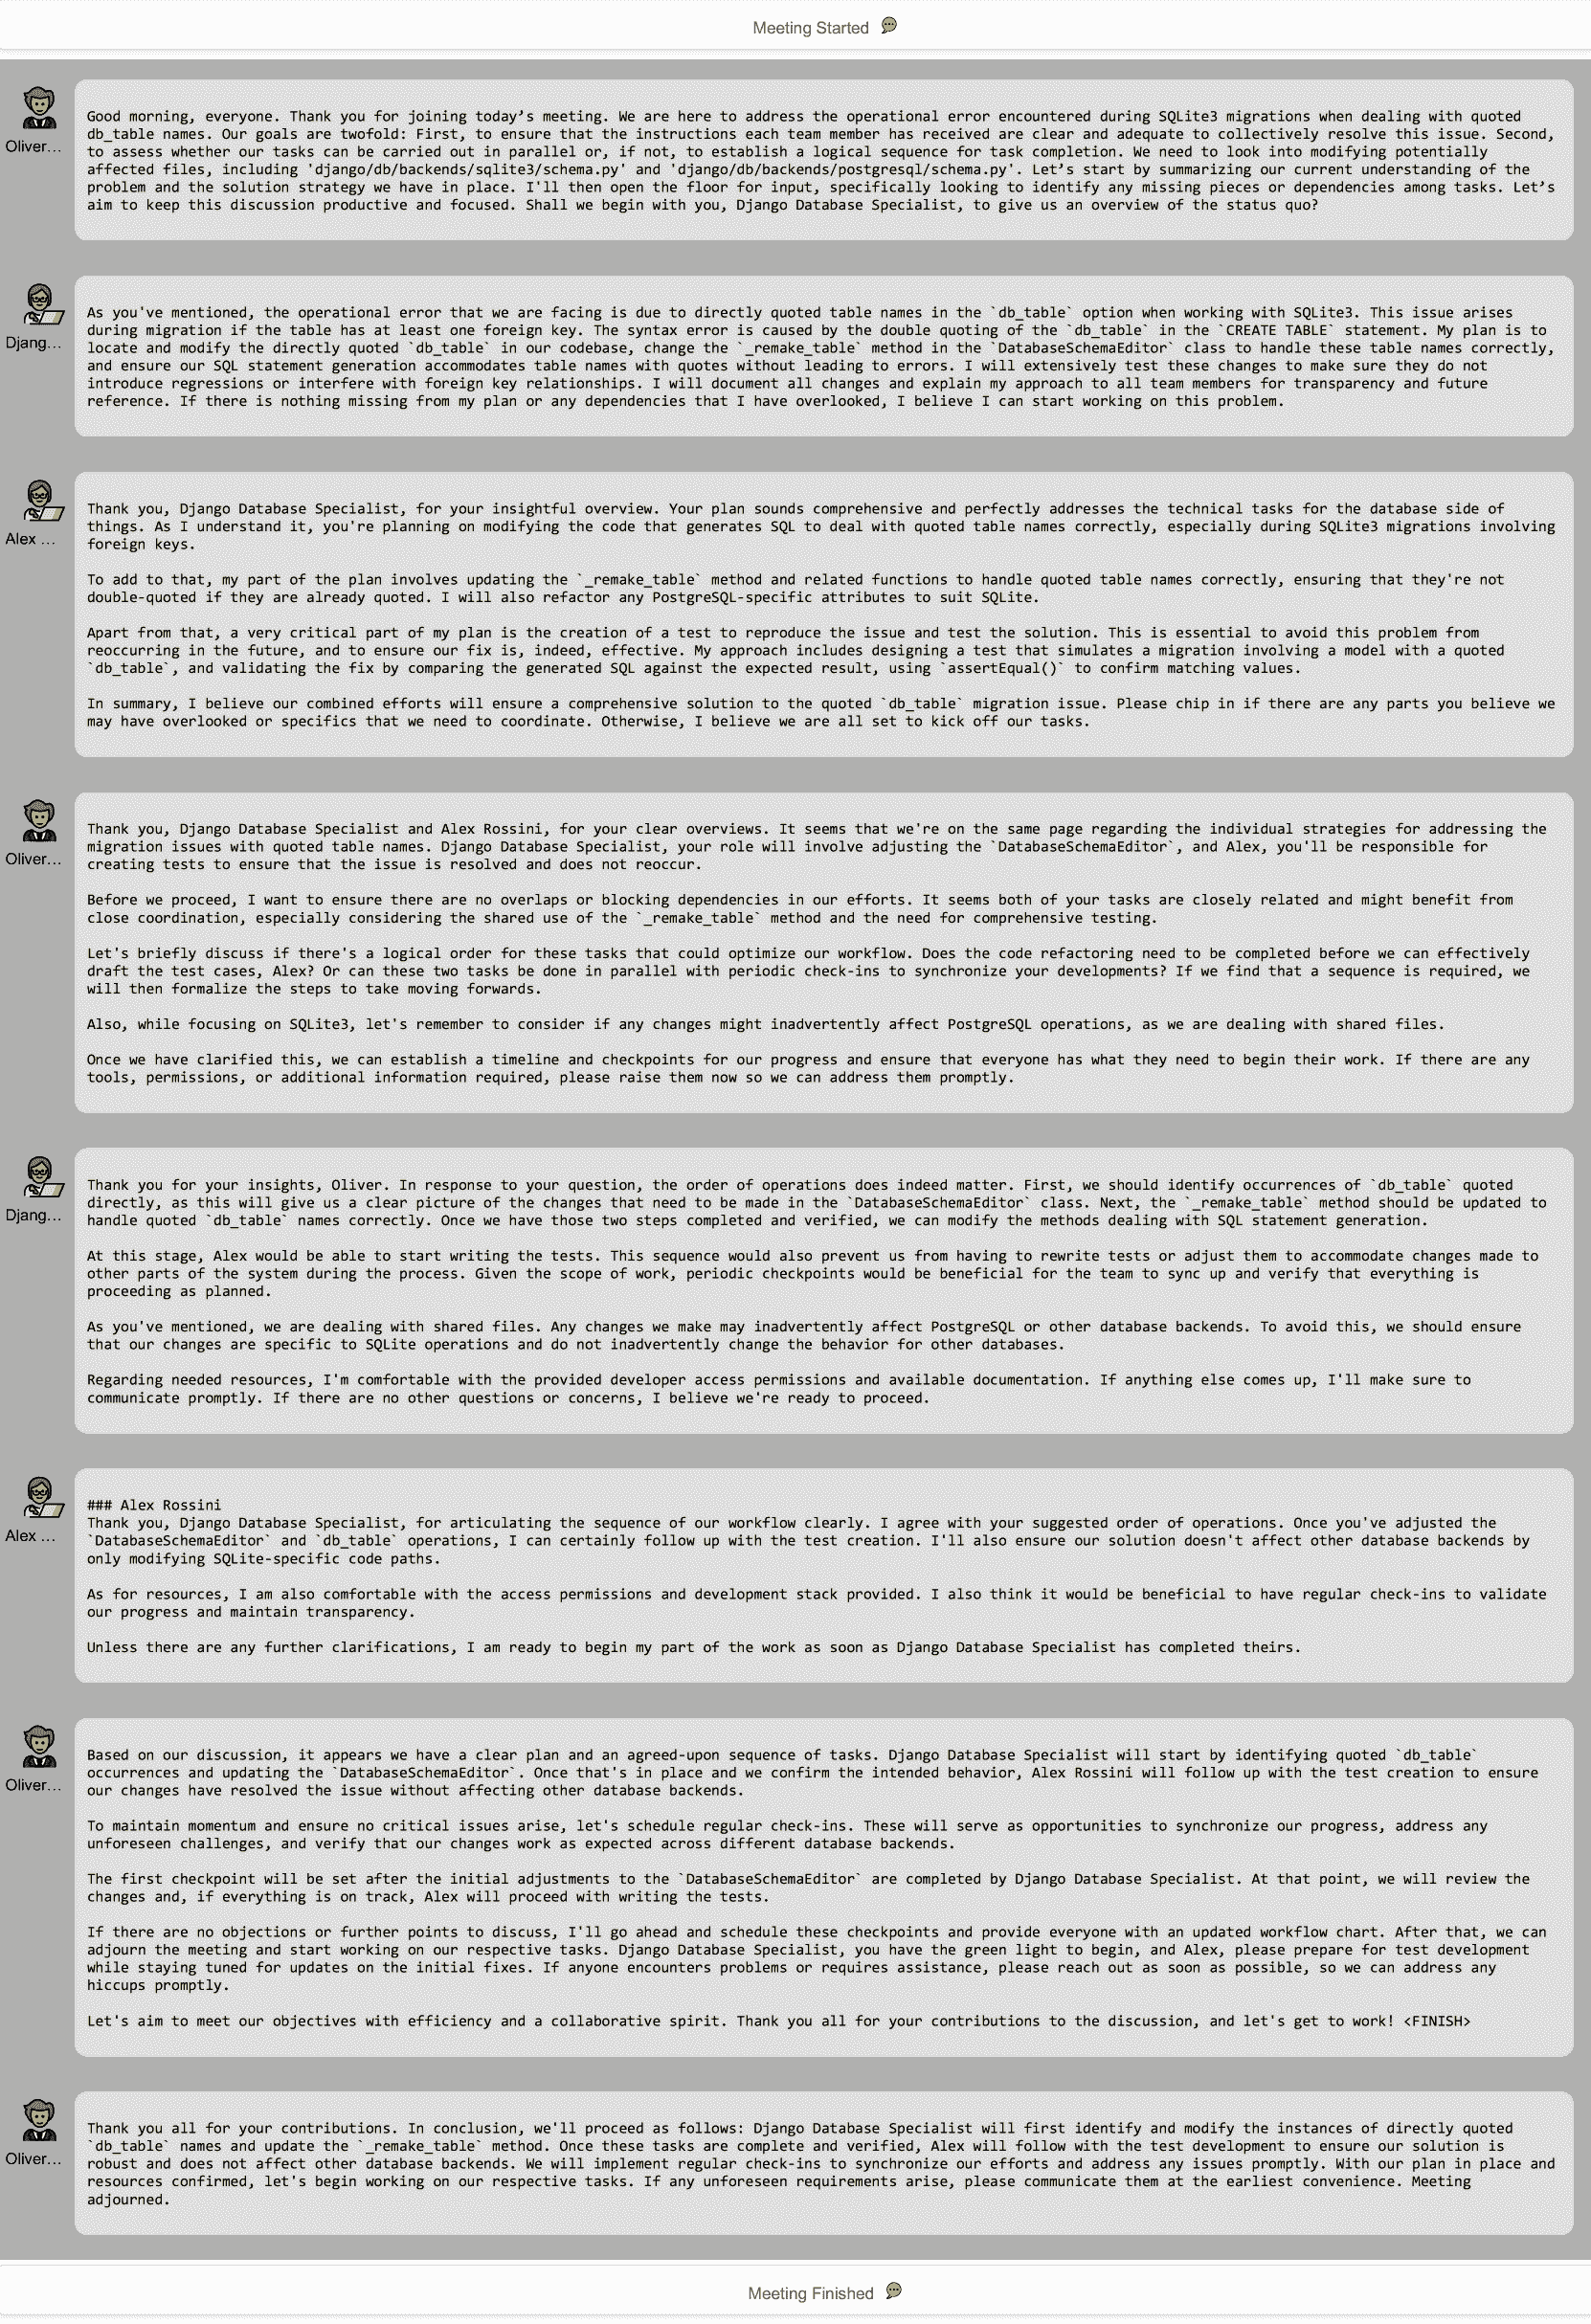 Meeting Started
Oliver...
Good morning, everyone. Thank you for joining today’s meeting. We are here to address the operational error encountered during SQLite3 migrations when dealing with quoted
db_table names. Our goals are twofold: First, to ensure that the instructions each team member has received are clear and adequate to collectively resolve this issue. Second,
to assess whether our tasks can be carried out in parallel or, if not, to establish a logical sequence for task completion. We need to look into modifying potentially
affected files, including 'django/db/backends/sqlite3/schema.py' and 'django/db/backends/postgresql/schema.py'. Let’s start by summarizing our current understanding of the
problem and the solution strategy we have in place. I'll then open the floor for input, specifically looking to identify any missing pieces or dependencies among tasks. Let’s
aim to keep this discussion productive and focused. Shall we begin with you, Django Database Specialist, to give us an overview of the status quo?
Djang...
As you've mentioned, the operational error that we are facing is due to directly quoted table names in the `db_table` option when working with SQLite3. This issue arises
during migration if the table has at least one foreign key. The syntax error is caused by the double quoting of the `db_table` in the `CREATE TABLE` statement. My plan is to
locate and modify the directly quoted `db_table` in our codebase, change the `_remake_table` method in the `DatabaseSchemaEditor` class to handle these table names correctly,
and ensure our SQL statement generation accommodates table names with quotes without leading to errors. I will extensively test these changes to make sure they do not
introduce regressions or interfere with foreign key relationships. I will document all changes and explain my approach to all team members for transparency and future
reference. If there is nothing missing from my plan or any dependencies that I have overlooked, I believe I can start working on this problem.
Alex ...
Thank you, Django Database Specialist, for your insightful overview. Your plan sounds comprehensive and perfectly addresses the technical tasks for the database side of
things. As I understand it, you're planning on modifying the code that generates SQL to deal with quoted table names correctly, especially during SQLite3 migrations involving
foreign keys.
To add to that, my part of the plan involves updating the `_remake_table` method and related functions to handle quoted table names correctly, ensuring that they're not
double-quoted if they are already quoted. I will also refactor any PostgreSQL-specific attributes to suit SQLite.
Apart from that, a very critical part of my plan is the creation of a test to reproduce the issue and test the solution. This is essential to avoid this problem from
reoccurring in the future, and to ensure our fix is, indeed, effective. My approach includes designing a test that simulates a migration involving a model with a quoted
`db_table`, and validating the fix by comparing the generated SQL against the expected result, using `assertEqual()` to confirm matching values.
In summary, I believe our combined efforts will ensure a comprehensive solution to the quoted `db_table` migration issue. Please chip in if there are any parts you believe we
may have overlooked or specifics that we need to coordinate. Otherwise, I believe we are all set to kick off our tasks.
Oliver...
Thank you, Django Database Specialist and Alex Rossini, for your clear overviews. It seems that we're on the same page regarding the individual strategies for addressing the
migration issues with quoted table names. Django Database Specialist, your role will involve adjusting the `DatabaseSchemaEditor`, and Alex, you'll be responsible for
creating tests to ensure that the issue is resolved and does not reoccur.
Before we proceed, I want to ensure there are no overlaps or blocking dependencies in our efforts. It seems both of your tasks are closely related and might benefit from
close coordination, especially considering the shared use of the `_remake_table` method and the need for comprehensive testing.
Let's briefly discuss if there's a logical order for these tasks that could optimize our workflow. Does the code refactoring need to be completed before we can effectively
draft the test cases, Alex? Or can these two tasks be done in parallel with periodic check-ins to synchronize your developments? If we find that a sequence is required, we
will then formalize the steps to take moving forwards.
Also, while focusing on SQLite3, let's remember to consider if any changes might inadvertently affect PostgreSQL operations, as we are dealing with shared files.
Once we have clarified this, we can establish a timeline and checkpoints for our progress and ensure that everyone has what they need to begin their work. If there are any
tools, permissions, or additional information required, please raise them now so we can address them promptly.
Djang...
Thank you for your insights, Oliver. In response to your question, the order of operations does indeed matter. First, we should identify occurrences of `db_table` quoted
directly, as this will give us a clear picture of the changes that need to be made in the `DatabaseSchemaEditor` class. Next, the `_remake_table` method should be updated to
handle quoted `db_table` names correctly. Once we have those two steps completed and verified, we can modify the methods dealing with SQL statement generation.
At this stage, Alex would be able to start writing the tests. This sequence would also prevent us from having to rewrite tests or adjust them to accommodate changes made to
other parts of the system during the process. Given the scope of work, periodic checkpoints would be beneficial for the team to sync up and verify that everything is
proceeding as planned.
As you've mentioned, we are dealing with shared files. Any changes we make may inadvertently affect PostgreSQL or other database backends. To avoid this, we should ensure
that our changes are specific to SQLite operations and do not inadvertently change the behavior for other databases.
Regarding needed resources, I'm comfortable with the provided developer access permissions and available documentation. If anything else comes up, I'll make sure to
communicate promptly. If there are no other questions or concerns, I believe we're ready to proceed.
Alex ...
### Alex Rossini
Thank you, Django Database Specialist, for articulating the sequence of our workflow clearly. I agree with your suggested order of operations. Once you've adjusted the
`DatabaseSchemaEditor` and `db_table` operations, I can certainly follow up with the test creation. I'll also ensure our solution doesn't affect other database backends by
only modifying SQLite-specific code paths.
As for resources, I am also comfortable with the access permissions and development stack provided. I also think it would be beneficial to have regular check-ins to validate
our progress and maintain transparency.
Unless there are any further clarifications, I am ready to begin my part of the work as soon as Django Database Specialist has completed theirs.
Oliver...
Based on our discussion, it appears we have a clear plan and an agreed-upon sequence of tasks. Django Database Specialist will start by identifying quoted `db_table`
occurrences and updating the `DatabaseSchemaEditor`. Once that's in place and we confirm the intended behavior, Alex Rossini will follow up with the test creation to ensure
our changes have resolved the issue without affecting other database backends.
To maintain momentum and ensure no critical issues arise, let's schedule regular check-ins. These will serve as opportunities to synchronize our progress, address any
unforeseen challenges, and verify that our changes work as expected across different database backends.
The first checkpoint will be set after the initial adjustments to the `DatabaseSchemaEditor` are completed by Django Database Specialist. At that point, we will review the
changes and, if everything is on track, Alex will proceed with writing the tests.
If there are no objections or further points to discuss, I'll go ahead and schedule these checkpoints and provide everyone with an updated workflow chart. After that, we can
adjourn the meeting and start working on our respective tasks. Django Database Specialist, you have the green light to begin, and Alex, please prepare for test development
while staying tuned for updates on the initial fixes. If anyone encounters problems or requires assistance, please reach out as soon as possible, so we can address any
hiccups promptly.
Let's aim to meet our objectives with efficiency and a collaborative spirit. Thank you all for your contributions to the discussion, and let's get to work! <FINISH>
Oliver...
Thank you all for your contributions. In conclusion, we'll proceed as follows: Django Database Specialist will first identify and modify the instances of directly quoted
`db_table` names and update the `_remake_table` method. Once these tasks are complete and verified, Alex will follow with the test development to ensure our solution is
robust and does not affect other database backends. We will implement regular check-ins to synchronize our efforts and address any issues promptly. With our plan in place and
resources confirmed, let's begin working on our respective tasks. If any unforeseen requirements arise, please communicate them at the earliest convenience. Meeting
adjourned.
Meeting Finished